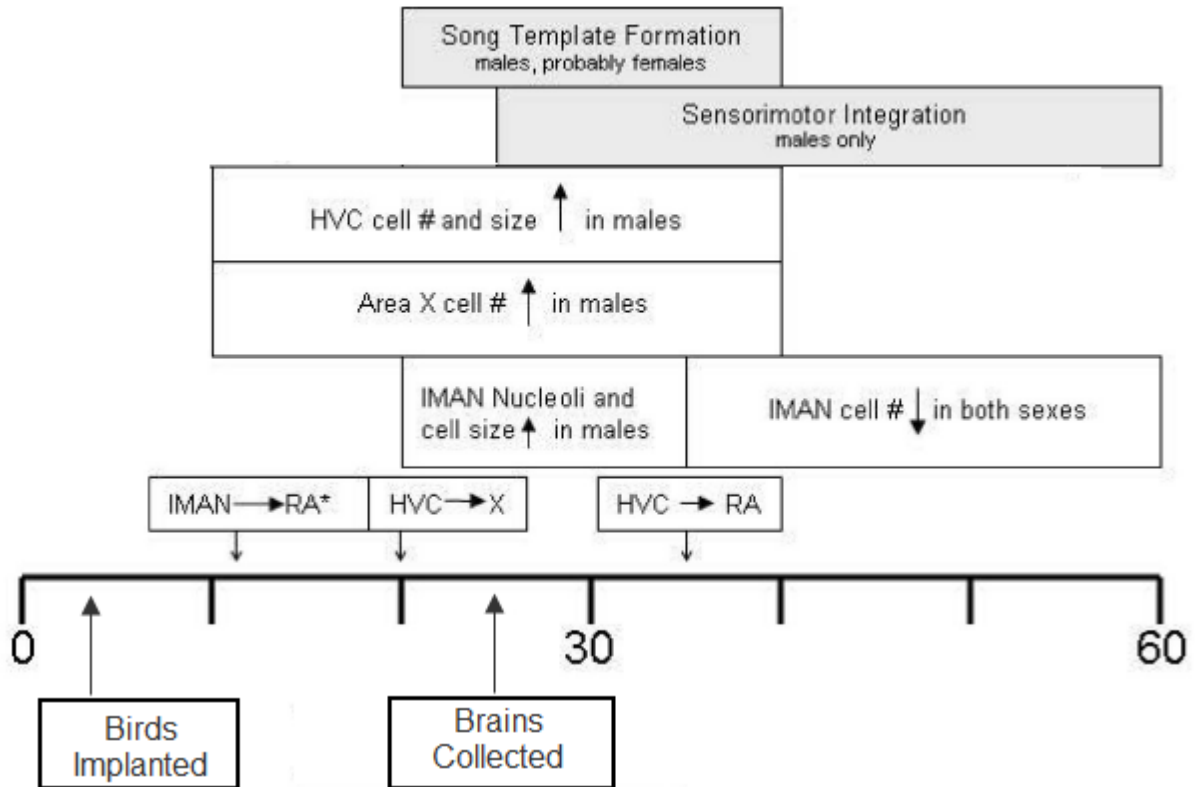 Song Template Formation
males, probably females
Sensorimotor Integration
males only
HVC cell # and size ↑ in males
Area X cell # ↑ in males
lMAN Nucleoli and
cell size ↑ in males
lMAN cell # ↓ in both sexes
lMAN → RA*
HVC → X
HVC → RA
0
30
60
Birds
Implanted
Brains
Collected